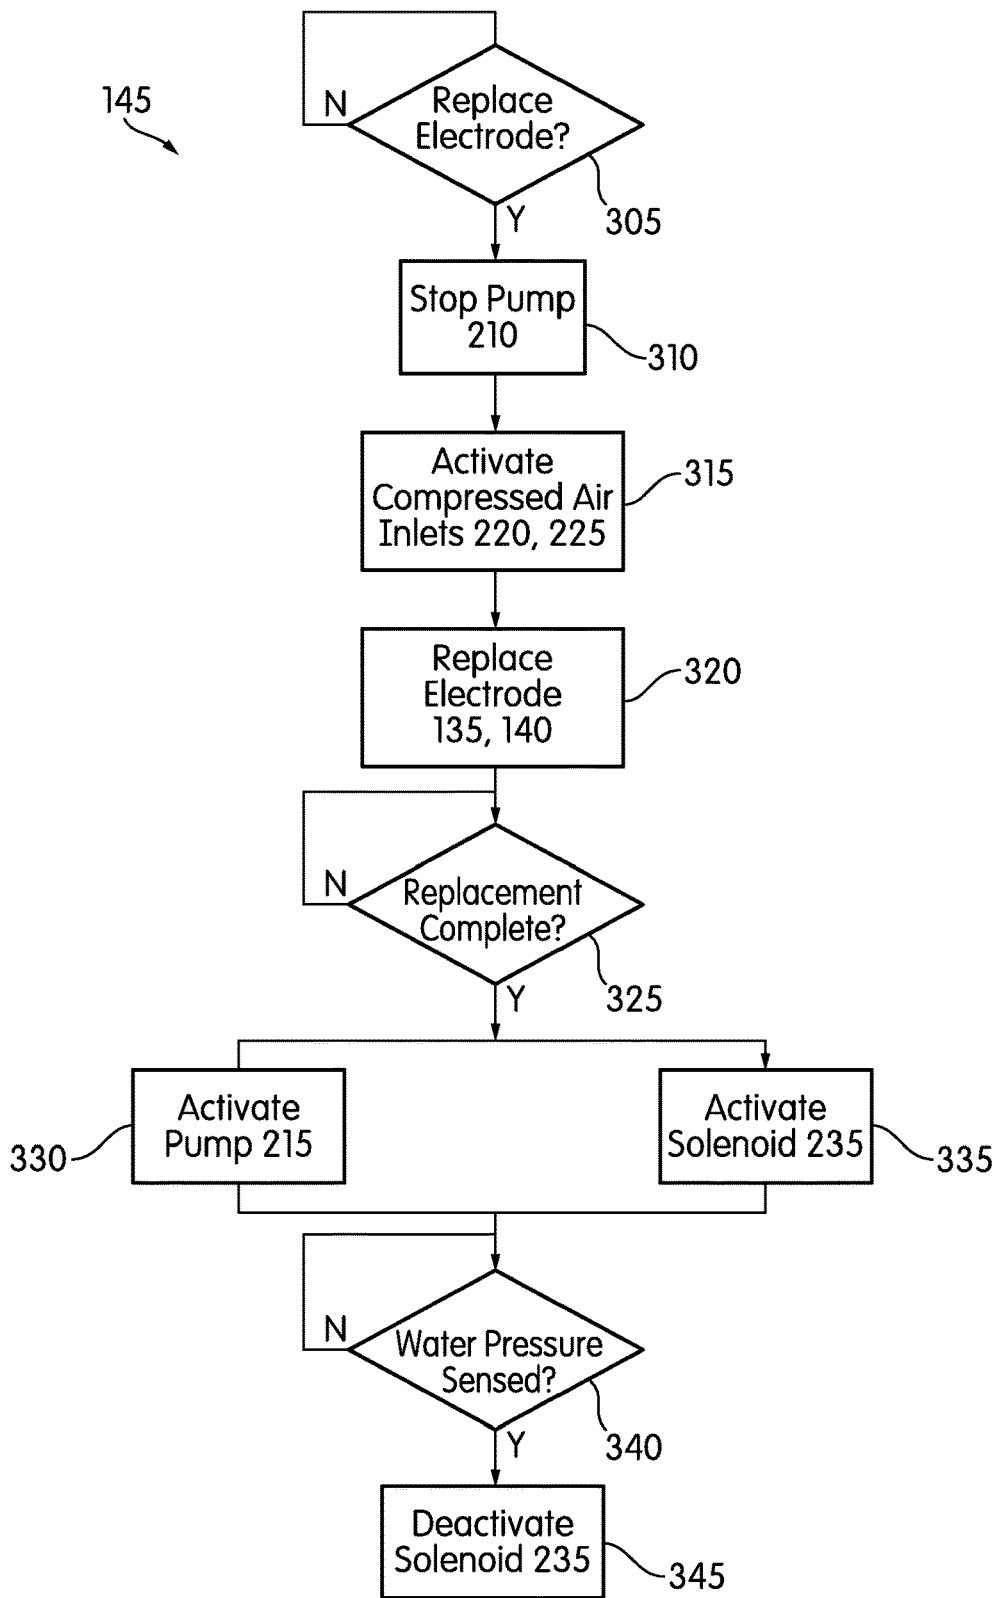 145
N
Replace
Electrode?
305
Y
Stop Pump
210
310
Activate
Compressed Air
Inlets 220, 225
315
Replace
Electrode
135, 140
320
N
Replacement
Complete?
325
Y
Activate
Pump 215
330
Activate
Solenoid 235
335
N
Water Pressure
Sensed?
340
Y
Deactivate
Solenoid 235
345